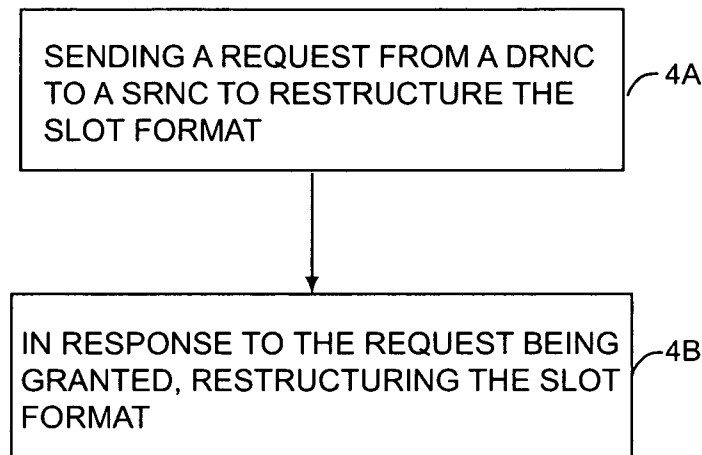 SENDING A REQUEST FROM A DRNC
TO A SRNC TO RESTRUCTURE THE
SLOT FORMAT
4A
IN RESPONSE TO THE REQUEST BEING
GRANTED, RESTRUCTURING THE SLOT
FORMAT
4B